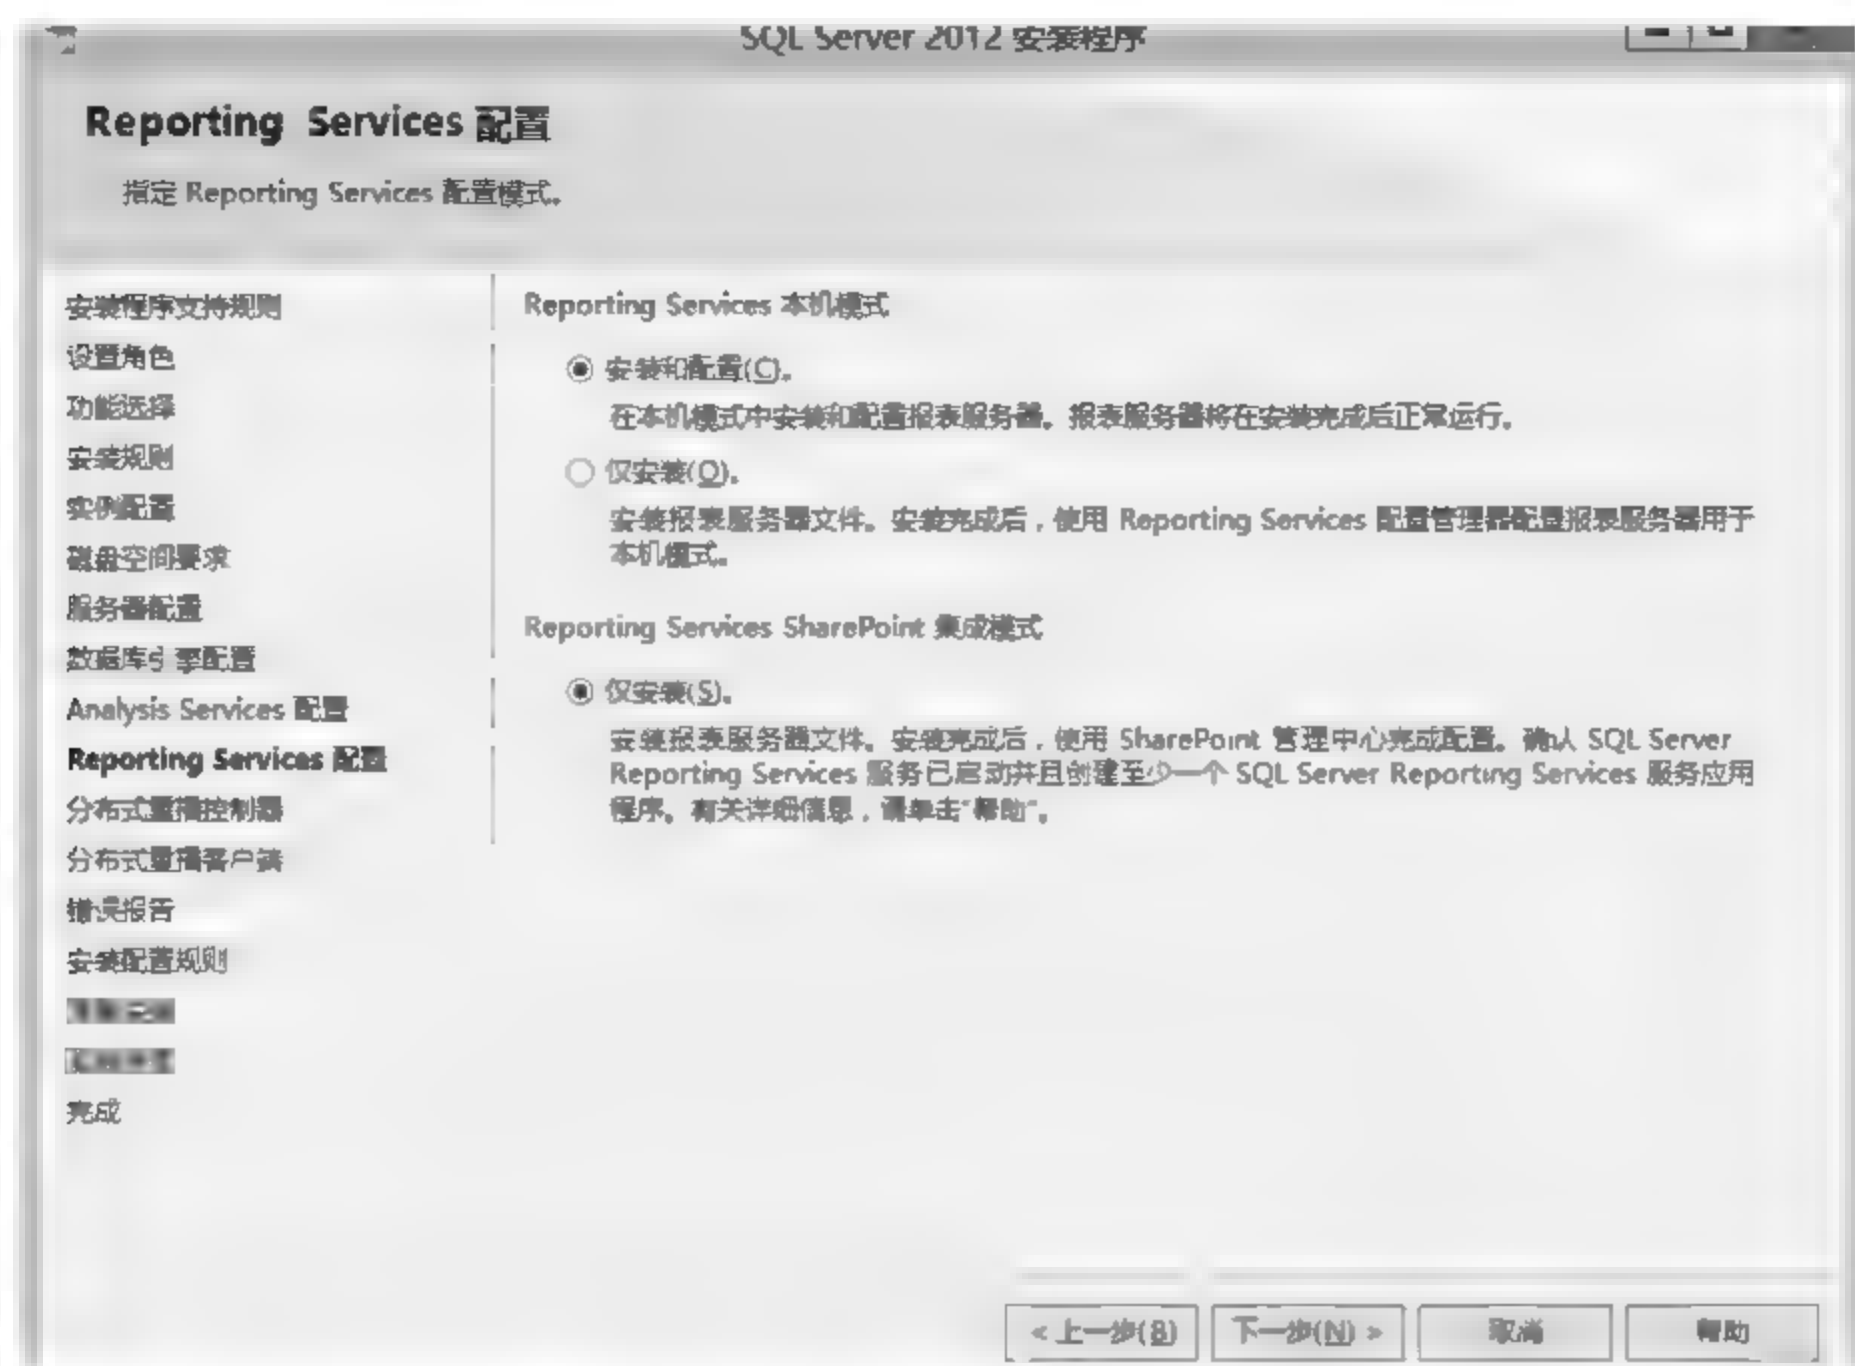 SQL Server 2012 安装程序
Reporting Services 配置
指定 Reporting Services 配置模式。
安装程序支持规则
设置角色
功能选择
安装规则
实例配置
磁盘空间要求
服务器配置
数据库引擎配置
Analysis Services 配置
Reporting Services 配置
分布式重播控制器
分布式重播客户端
错误报告
安装配置规则
完成
Reporting Services 本机模式
安装和配置(C)。
在本机模式中安装和配置报表服务器。报表服务器将在安装完成后正常运行。
仅安装(O)。
安装报表服务器文件。安装完成后，使用 Reporting Services 配置管理器配置报表服务器用于
本机模式。
Reporting Services SharePoint 集成模式
仅安装(S)。
安装报表服务器文件。安装完成后，使用 SharePoint 管理中心完成配置。确认 SQL Server
Reporting Services 服务已启动并且创建至少一个 SQL Server Reporting Services 服务应用
程序。有关详细信息，请单击"帮助"。
< 上一步(B)
下一步(N) >
取消
帮助